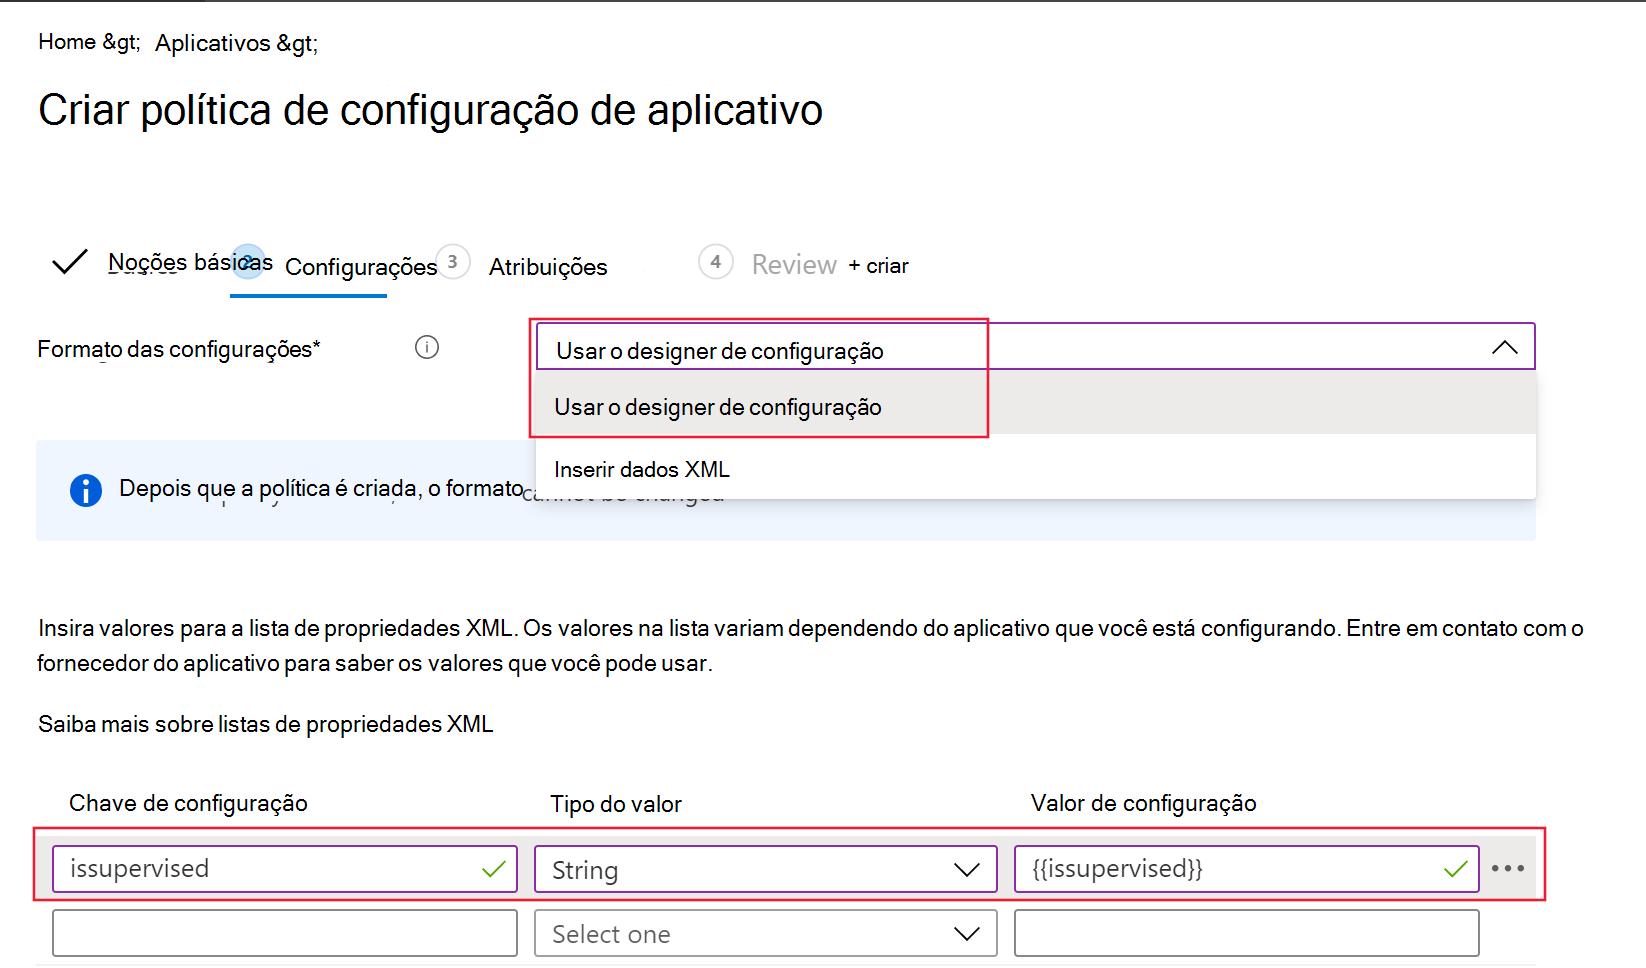 Home &gt; Aplicativos &gt;
Criar política de configuração de aplicativo
Noções básicas 2 Configurações 3 Atribuições 4 Review + criar
Formato das configurações*
Usar o designer de configuração
Usar o designer de configuração
Inserir dados XML
Depois que a política é criada, o formato cannot be changed
Insira valores para a lista de propriedades XML. Os valores na lista variam dependendo do aplicativo que você está configurando. Entre em contato com o
fornecedor do aplicativo para saber os valores que você pode usar.
Saiba mais sobre listas de propriedades XML
Chave de configuração Tipo do valor Valor de configuração
issupervised String {{issupervised}}
Select one